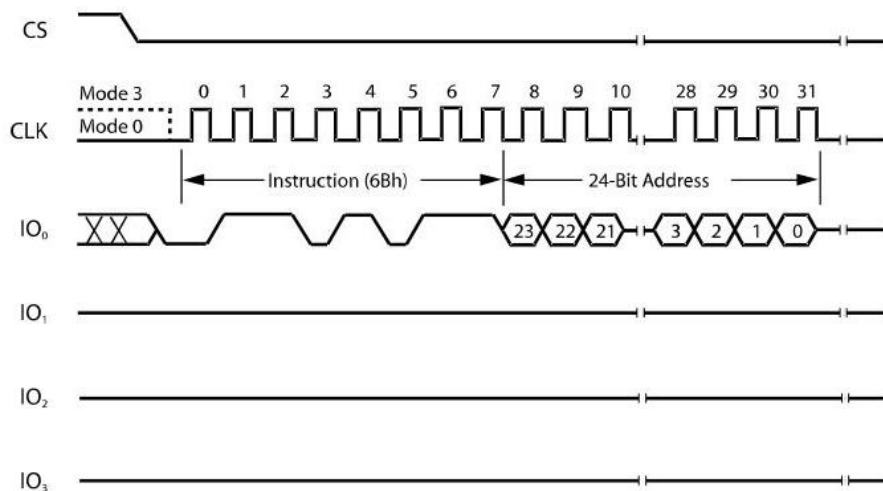 CS
Mode 3
0 1 2 3 4 5 6 7 8 9 10 28 29 30 31
CLK
Mode 0
Instruction (6Bh) 24-Bit Address
IO₀
23 22 21 3 2 1 0
IO₁
IO₂
IO₃